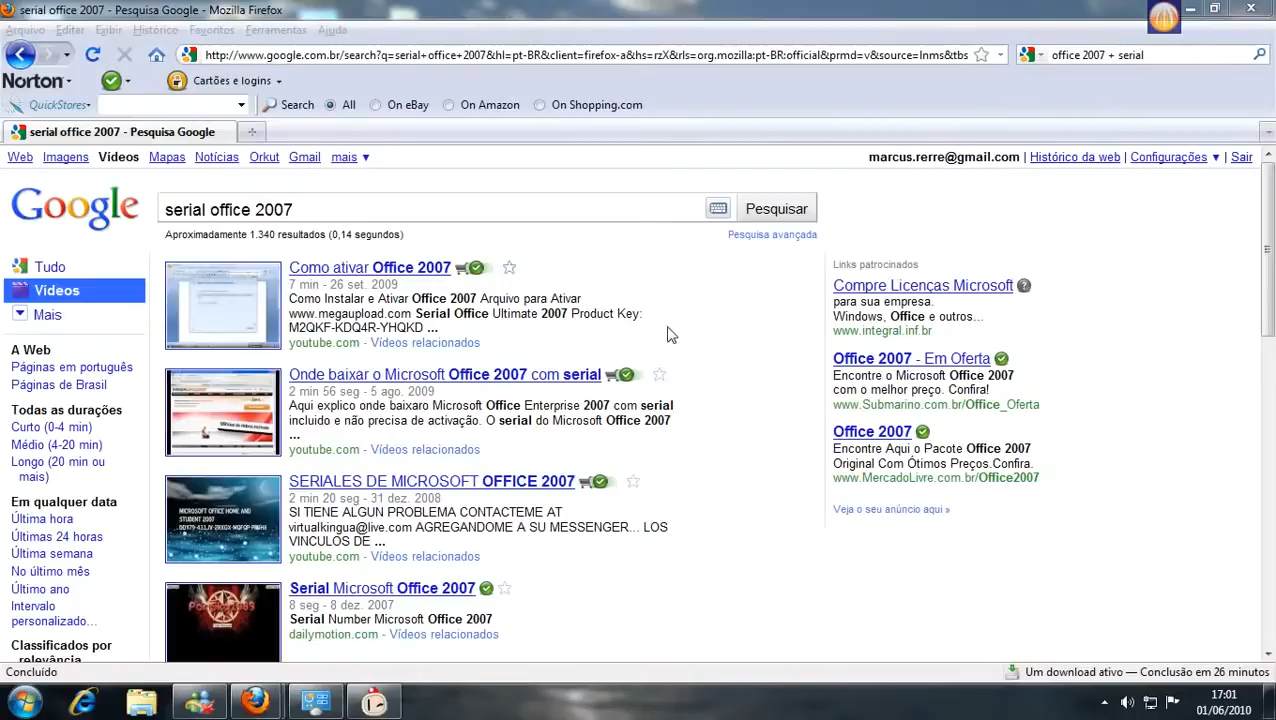 serial office 2007 - Pesquisa Google - Mozilla Firefox
Arquivo Editar Exibir Histórico Favoritos Ferramentas Ajuda
http://www.google.com.br/search?q=serial+office+2007&hl=pt-BR&client=firefox-a&hs=rzX&rls=org.mozilla:pt-BR:official&prmd=v&source=lnms&tbs
office 2007 + serial
Norton
Cartões e logins
QuickStores
Search All On eBay On Amazon On Shopping.com
serial office 2007 - Pesquisa Google
Web Imagens Vídeos Mapas Notícias Orkut Gmail mais ▼
marcus.rerre@gmail.com | Histórico da web | Configurações ▼ | Sair
Google
serial office 2007
Pesquisar
Aproximadamente 1.340 resultados (0,14 segundos)
Pesquisa avançada
Tudo
Vídeos
Mais
A Web
Páginas em português
Páginas de Brasil
Todas as durações
Curto (0-4 min)
Médio (4-20 min)
Longo (20 min ou
mais)
Em qualquer data
Última hora
Últimas 24 horas
Última semana
No último mês
Último ano
Intervalo
personalizado...
Classificados por
relevância
Como ativar Office 2007
7 min - 26 set. 2009
Como Instalar e Ativar Office 2007 Arquivo para Ativar
www.megaupload.com Serial Office Ultimate 2007 Product Key:
M2QKF-KDQ4R-YHQKD ...
youtube.com - Vídeos relacionados
Onde baixar o Microsoft Office 2007 com serial
2 min 56 seg - 5 ago. 2009
Aqui explico onde baixaro Microsoft Office Enterprise 2007 com serial
incluido e não precisa de activação. O serial do Microsoft Office 2007
...
youtube.com - Vídeos relacionados
MICROSOFT OFFICE HOME AND
STUDENT 2007
SERIALES DE MICROSOFT OFFICE 2007
2 min 20 seg - 31 dez. 2008
SI TIENE ALGUN PROBLEMA CONTACTEME AT
virtualkingua@live.com AGREGANDOME A SU MESSENGER... LOS
VINCULOS DE ...
youtube.com - Vídeos relacionados
Serial Microsoft Office 2007
8 seg - 8 dez. 2007
Serial Number Microsoft Office 2007
dailymotion.com - Vídeos relacionados
Links patrocinados
Compre Licenças Microsoft
para sua empresa.
Windows, Office e outros...
www.integral.inf.br
Office 2007 - Em Oferta
Encontre o Microsoft Office 2007
com o melhor preço. Confira!
www.Submarino.com.br/Office_Oferta
Office 2007
Encontre Aqui o Pacote Office 2007
Original Com Ótimos Preços.Confira.
www.MercadoLivre.com.br/Office2007
Veja o seu anúncio aqui »
Concluído
Um download ativo — Conclusão em 26 minutos
17:01
01/06/2010